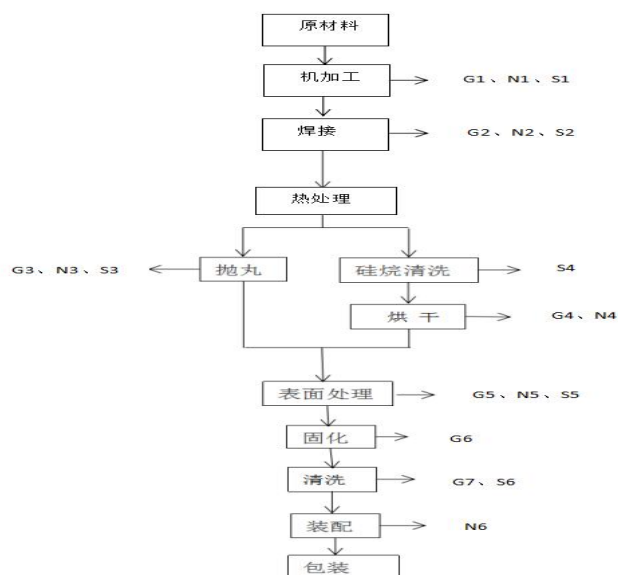 原材料
机加工
G1、N1、S1
焊接
G2、N2、S2
热处理
G3、N3、S3
抛丸
硅烷清洗
S4
烘 干
G4、N4
表面处理
G5、N5、S5
固化
G6
清洗
G7、S6
装配
N6
包装